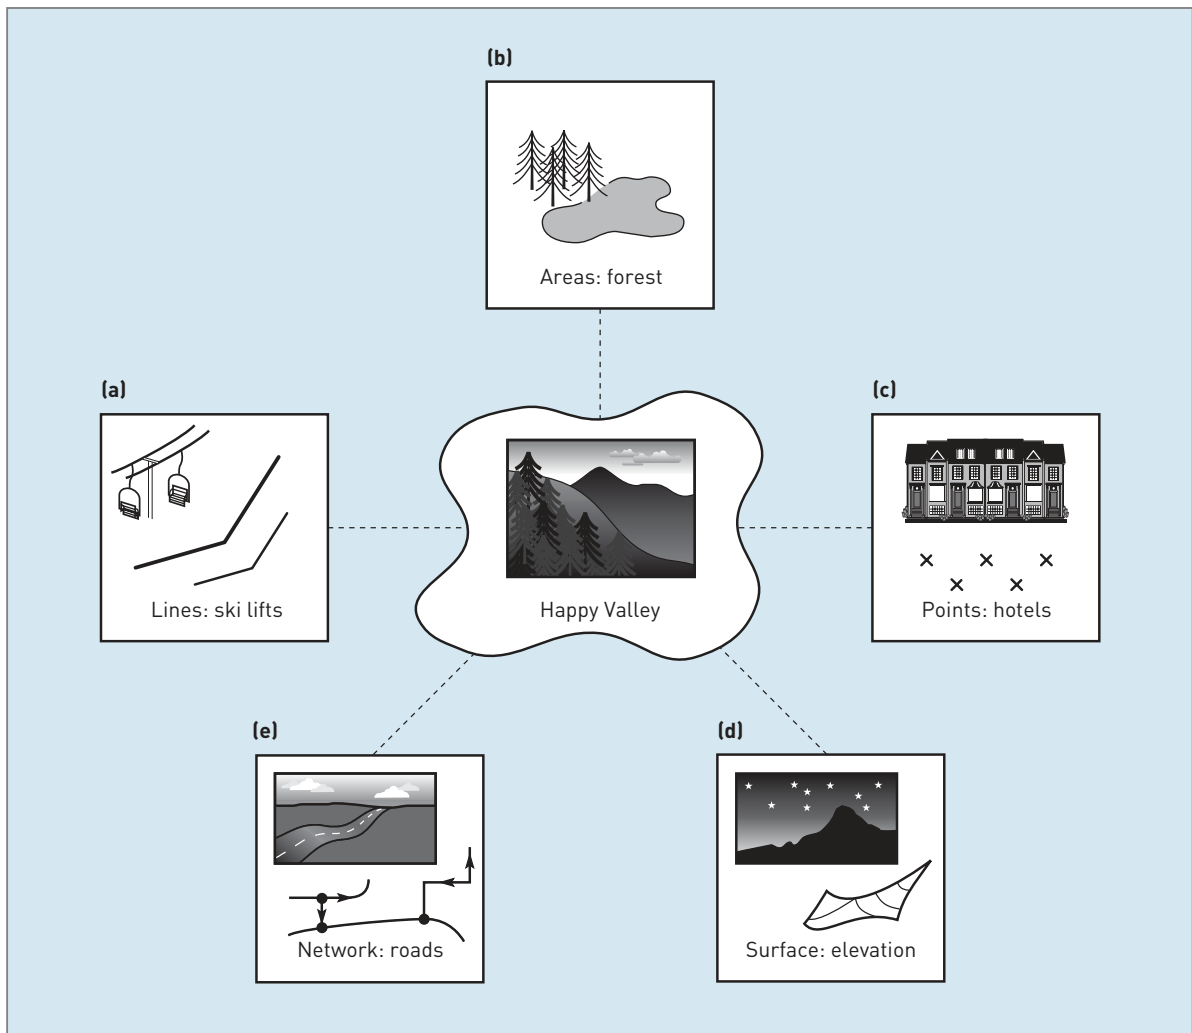 (b)
Areas: forest
(a)
Lines: ski lifts
Happy Valley
(c)
Points: hotels
(e)
Network: roads
(d)
Surface: elevation